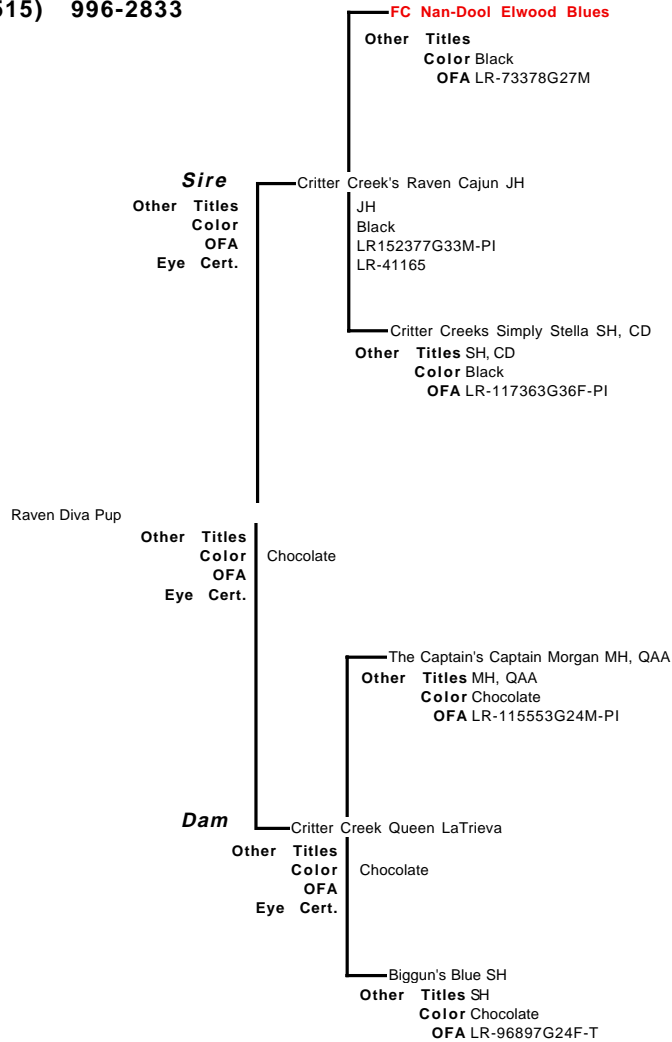 515) 996-2833
FC Nan-Dool Elwood Blues
Other Titles
Color Black
OFA LR-73378G27M
Sire
Critter Creek's Raven Cajun JH
Other Titles JH
Color Black
OFA LR152377G33M-PI
Eye Cert. LR-41165
Critter Creeks Simply Stella SH, CD
Other Titles SH, CD
Color Black
OFA LR-117363G36F-PI
Raven Diva Pup
Other Titles
Color Chocolate
OFA
Eye Cert.
The Captain's Captain Morgan MH, QAA
Other Titles MH, QAA
Color Chocolate
OFA LR-115553G24M-PI
Dam
Critter Creek Queen LaTrieva
Other Titles
Color Chocolate
OFA
Eye Cert.
Biggun's Blue SH
Other Titles SH
Color Chocolate
OFA LR-96897G24F-T